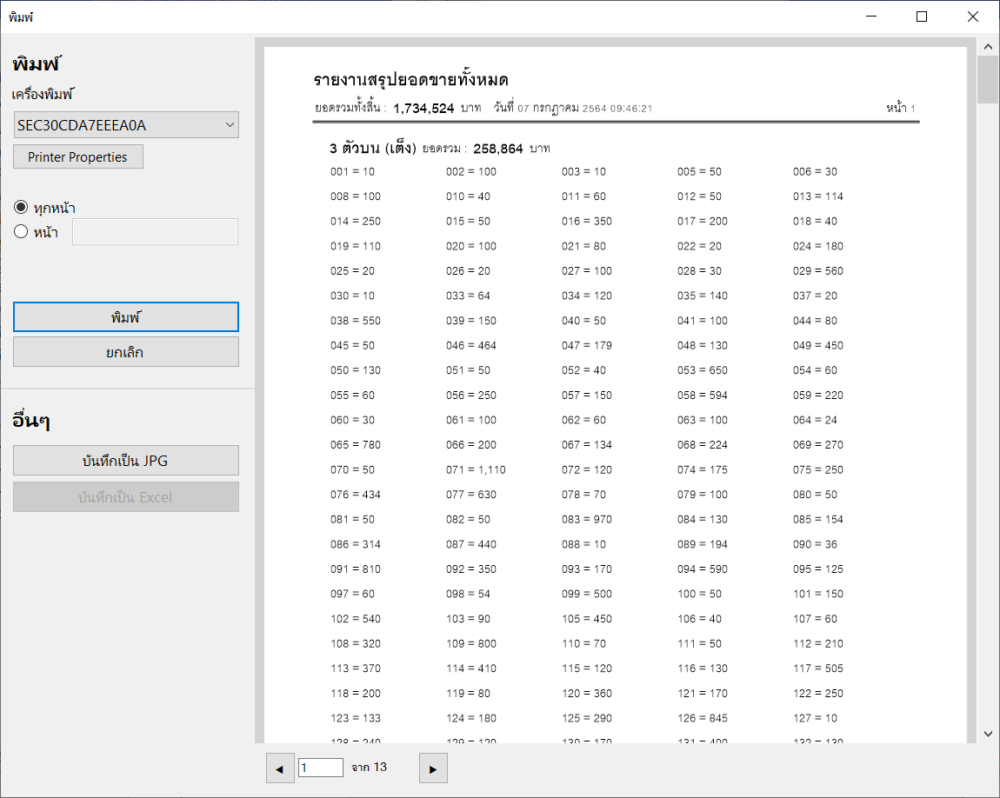 พิมพ์
พิมพ์
เครื่องพิมพ์
SEC30CDA7EEEA0A
Printer Properties
ทุกหน้า
หน้า
พิมพ์
ยกเลิก
อื่นๆ
บันทึกเป็น JPG
บันทึกเป็น Excel
รายงานสรุปยอดขายทั้งหมด
ยอดรวมทั้งสิ้น : 1,734,524 บาท วันที่ 07 กรกฎาคม 2564 09:46:21 หน้า 1
3 ตัวบน (เต็ง) ยอดรวม : 258,864 บาท
001 = 10 002 = 100 003 = 10 005 = 50 006 = 30
008 = 100 010 = 40 011 = 60 012 = 50 013 = 114
014 = 250 015 = 50 016 = 350 017 = 200 018 = 40
019 = 110 020 = 100 021 = 80 022 = 20 024 = 180
025 = 20 026 = 20 027 = 100 028 = 30 029 = 560
030 = 10 033 = 64 034 = 120 035 = 140 037 = 20
038 = 550 039 = 150 040 = 50 041 = 100 044 = 80
045 = 50 046 = 464 047 = 179 048 = 130 049 = 450
050 = 130 051 = 50 052 = 40 053 = 650 054 = 60
055 = 60 056 = 250 057 = 150 058 = 594 059 = 220
060 = 30 061 = 100 062 = 60 063 = 100 064 = 24
065 = 780 066 = 200 067 = 134 068 = 224 069 = 270
070 = 50 071 = 1,110 072 = 120 074 = 175 075 = 250
076 = 434 077 = 630 078 = 70 079 = 100 080 = 50
081 = 50 082 = 50 083 = 970 084 = 130 085 = 154
086 = 314 087 = 440 088 = 10 089 = 194 090 = 36
091 = 810 092 = 350 093 = 170 094 = 590 095 = 125
097 = 60 098 = 54 099 = 500 100 = 50 101 = 150
102 = 540 103 = 90 105 = 450 106 = 40 107 = 60
108 = 320 109 = 800 110 = 70 111 = 50 112 = 210
113 = 370 114 = 410 115 = 120 116 = 130 117 = 505
118 = 200 119 = 80 120 = 360 121 = 170 122 = 250
123 = 133 124 = 180 125 = 290 126 = 845 127 = 10
128 = 240 129 = 120 130 = 170 131 = 400 132 = 130
1 จาก 13